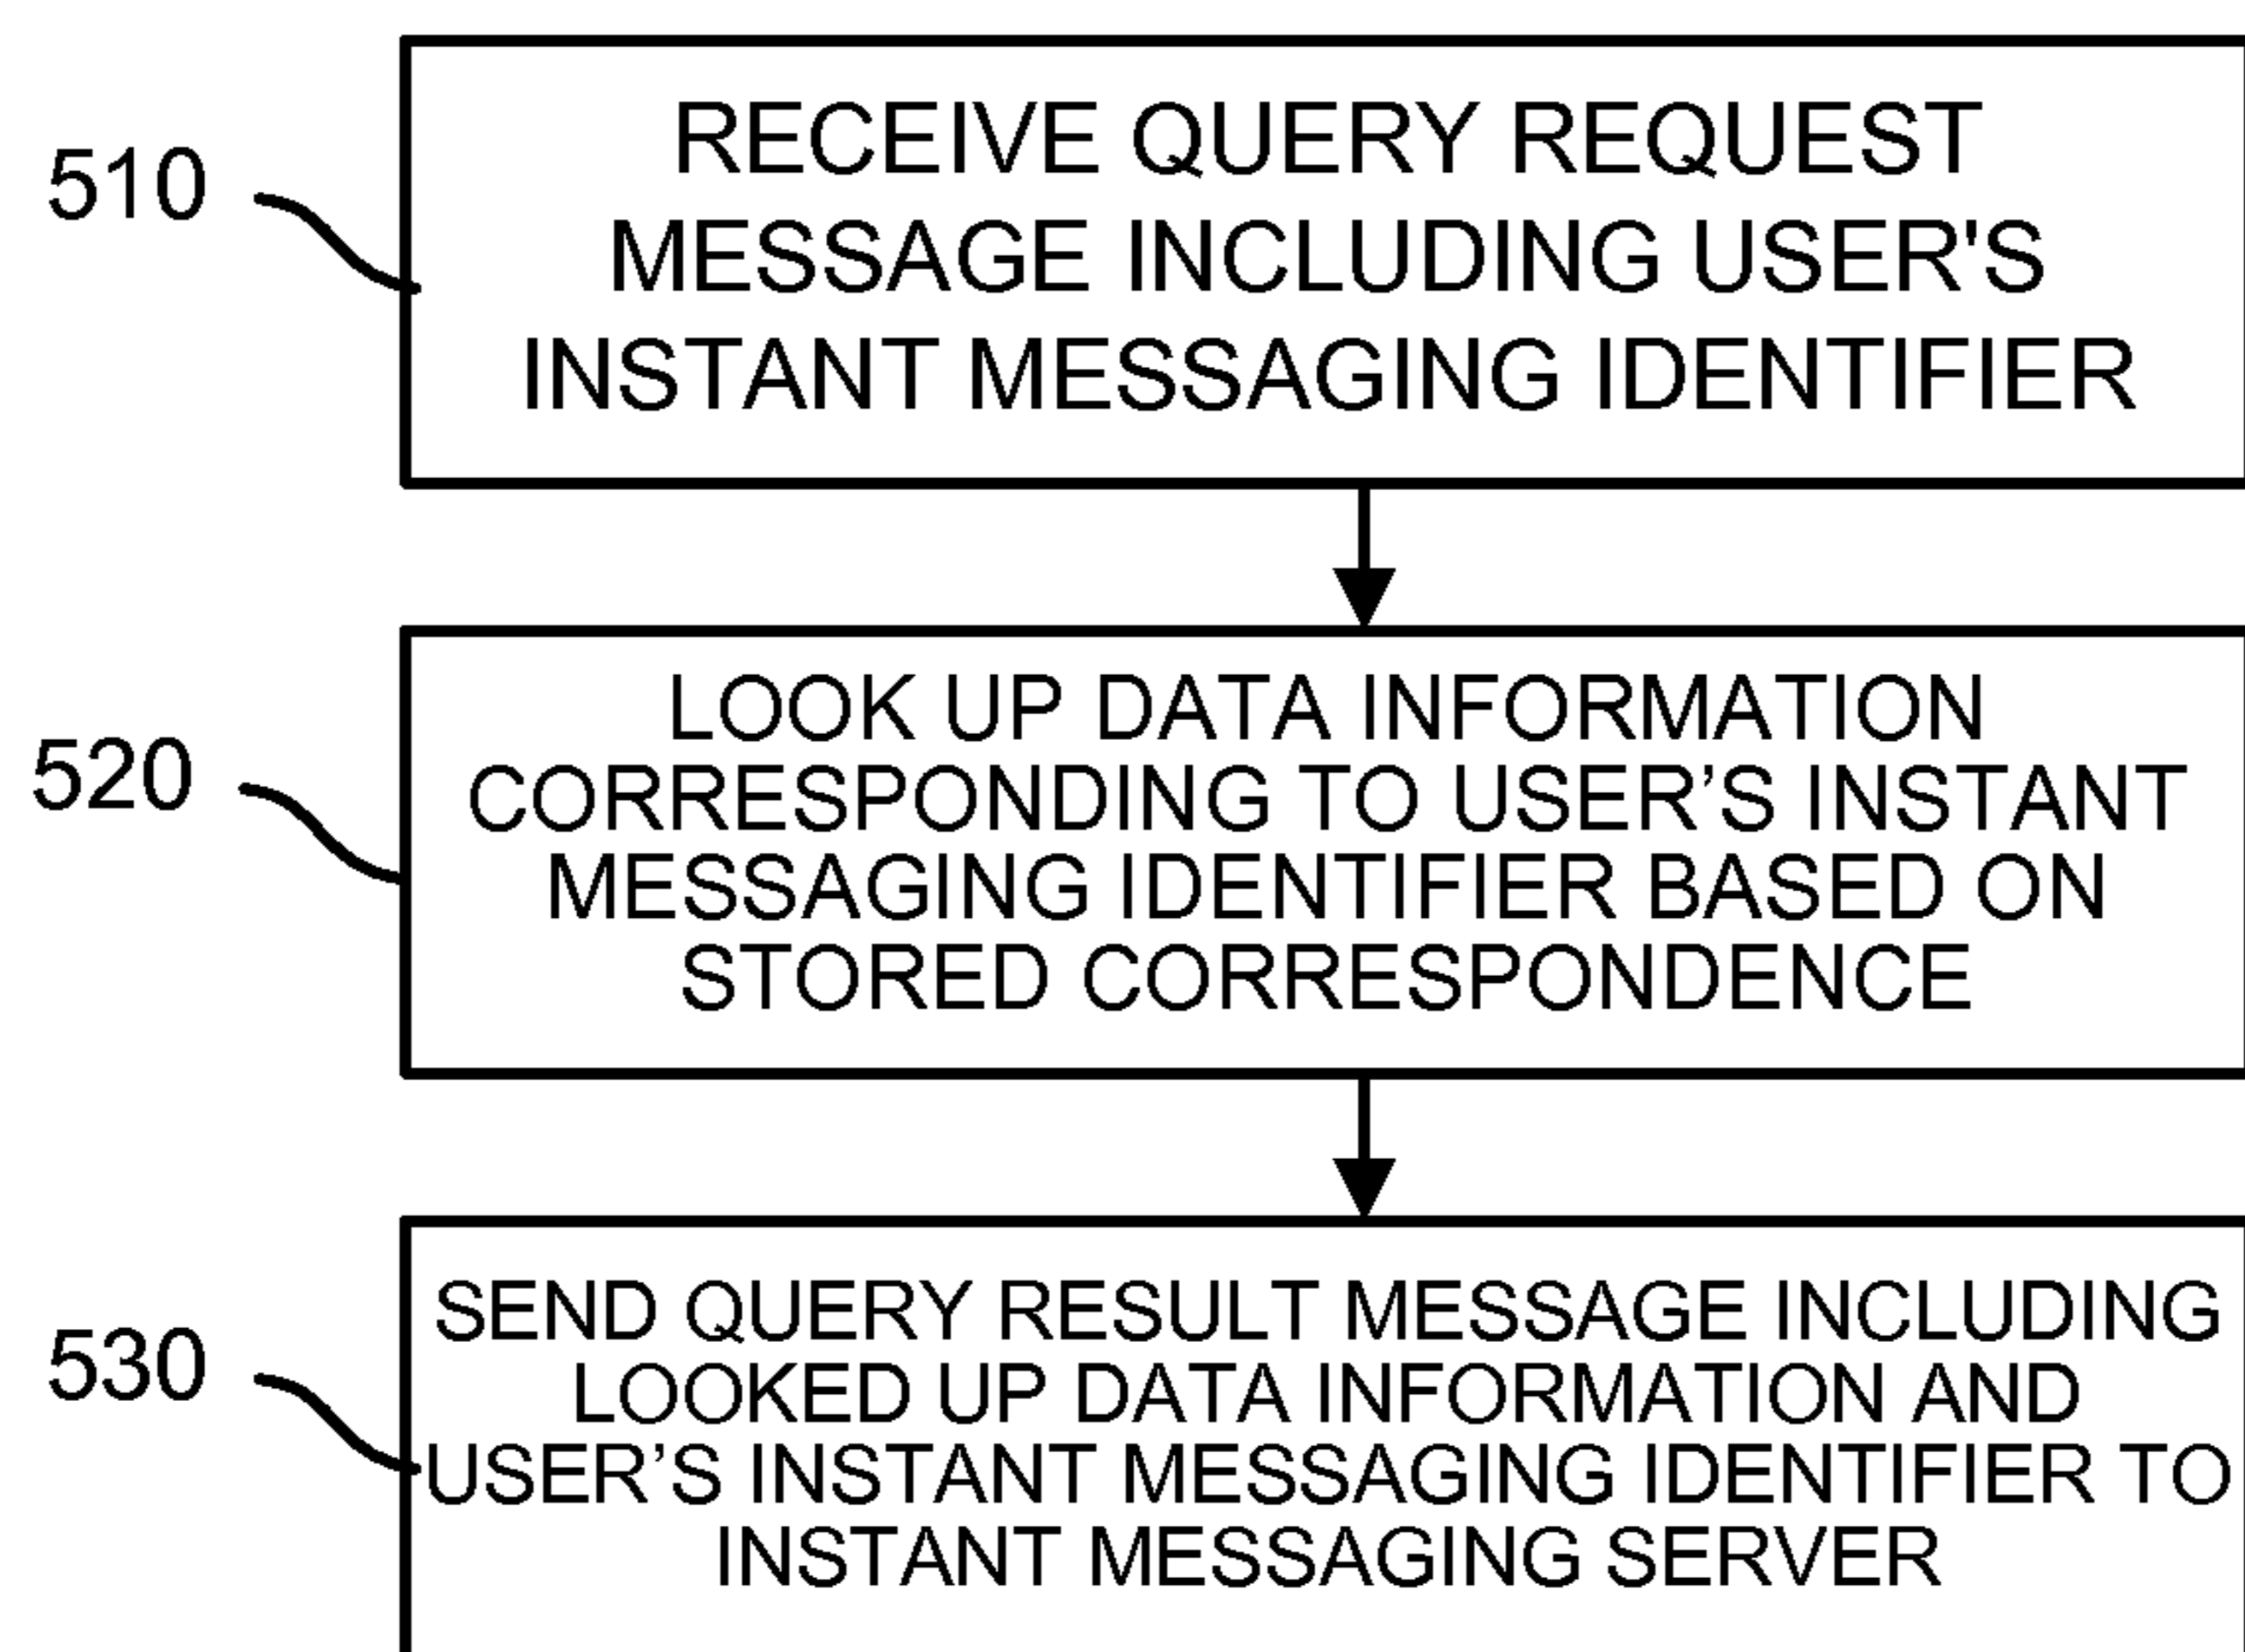 510
RECEIVE QUERY REQUEST
MESSAGE INCLUDING USER'S
INSTANT MESSAGING IDENTIFIER
520
LOOK UP DATA INFORMATION
CORRESPONDING TO USER’S INSTANT
MESSAGING IDENTIFIER BASED ON
STORED CORRESPONDENCE
530
SEND QUERY RESULT MESSAGE INCLUDING
LOOKED UP DATA INFORMATION AND
USER’S INSTANT MESSAGING IDENTIFIER TO
INSTANT MESSAGING SERVER